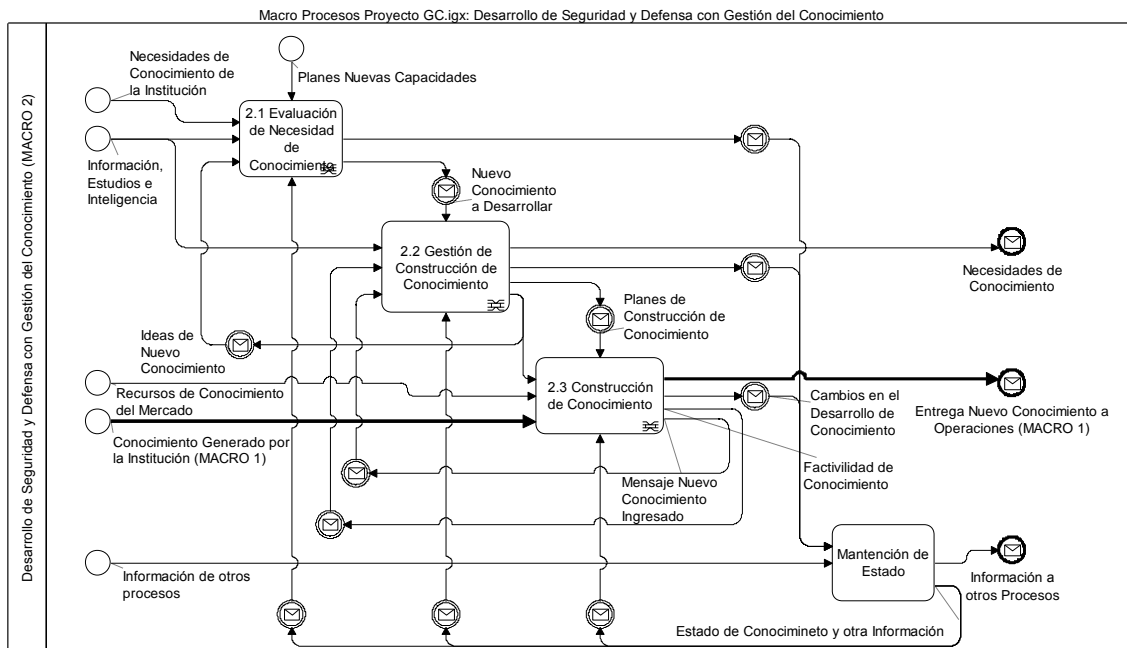 Macro Procesos Proyecto GC.igx: Desarrollo de Seguridad y Defensa con Gestión del Conocimiento
Desarrollo de Seguridad y Defensa con Gestión del Conocimiento (MACRO 2)
Necesidades de
Conocimiento de
la Institución
Planes Nuevas Capacidades
2.1 Evaluación
de Necesidad
de
Conocimiento
Información,
Estudios e
Inteligencia
Nuevo
Conocimiento
a Desarrollar
2.2 Gestión de
Construcción de
Conocimiento
Necesidades de
Conocimiento
Planes de
Construcción de
Conocimiento
Ideas de
Nuevo
Conocimiento
2.3 Construcción
de Conocimiento
Recursos de Conocimiento
del Mercado
Cambios en el
Desarrollo de
Conocimiento
Entrega Nuevo Conocimiento a
Operaciones (MACRO 1)
Conocimiento Generado por
la Institución (MACRO 1)
Factivilidad de
Conocimiento
Mensaje Nuevo
Conocimiento
Ingresado
Mantención de
Estado
Información de otros
procesos
Información a
otros Procesos
Estado de Conocimineto y otra Información